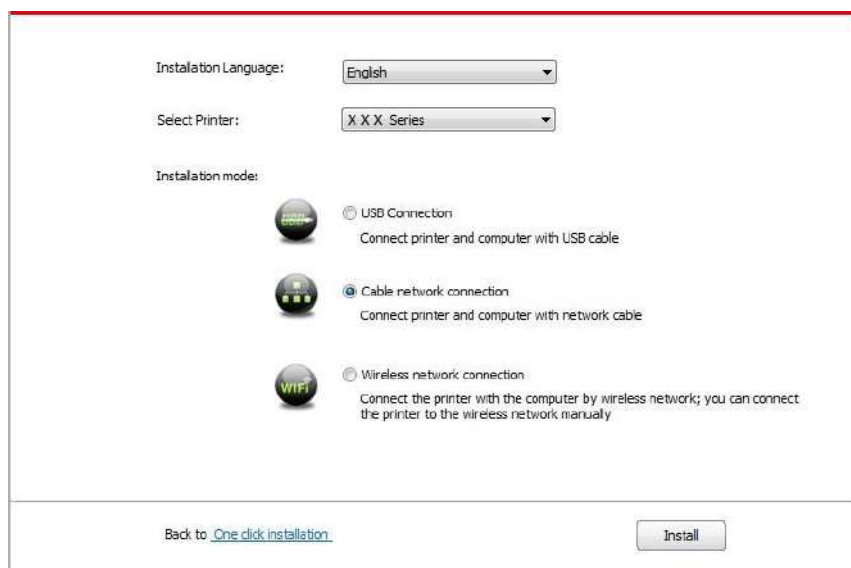 Installation Language:
English
Select Printer:
X X X Series
Installation mode:
USB
USB Connection
Connect printer and computer with USB cable
Cable network connection
Connect printer and computer with network cable
WiFi
Wireless network connection
Connect the printer with the computer by wireless network; you can connect
the printer to the wireless network manually
Back to One click installation
Install